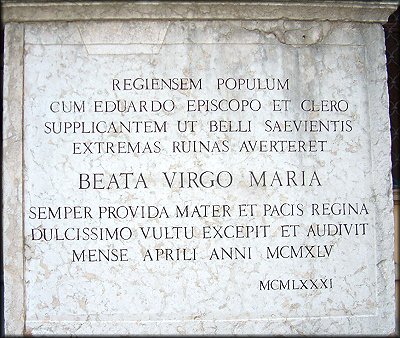 REGIENSEM POPULUM
CUM EDUARDO EPISCOPO ET CLERO
SUPPLICANTEM UT BELLI SAEVIENTIS
EXTREMAS RUINAS AVERTERET
BEATA VIRGO MARIA
SEMPER PROVIDA MATER ET PACIS REGINA
DULCISSIMO VULTU EXCEPIT ET AUDIVIT
MENSE APRILI ANNI MCMXLV
MCMLXXXI